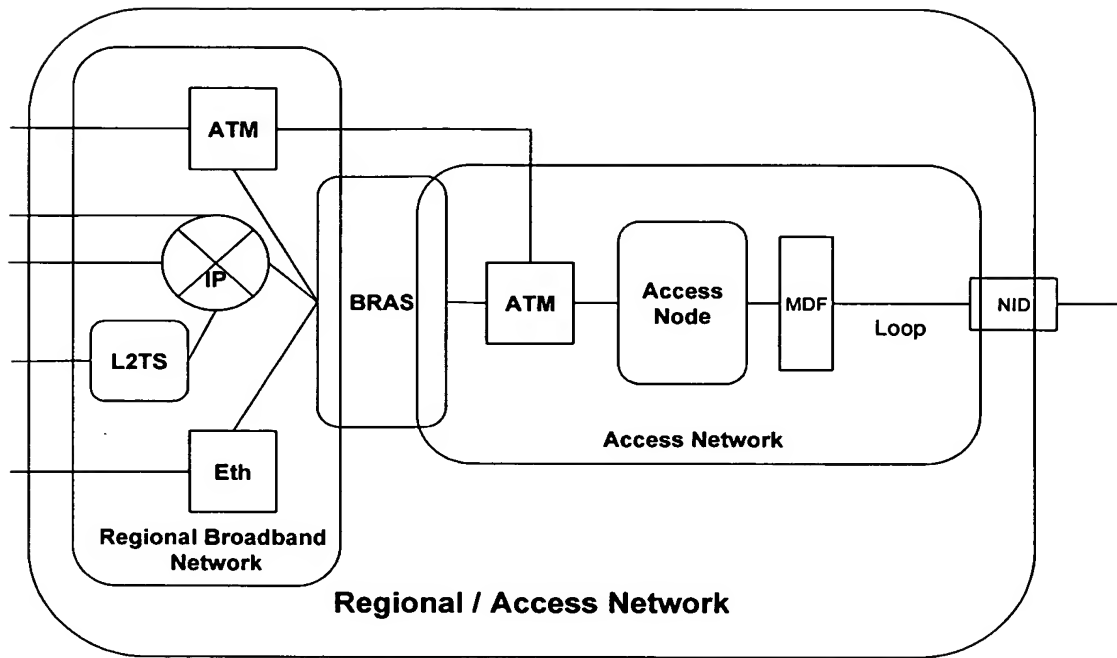 ATM
IP
L2TS
Eth
Regional Broadband
Network
BRAS
ATM
Access
Node
MDF
Loop
NID
Access Network
Regional / Access Network